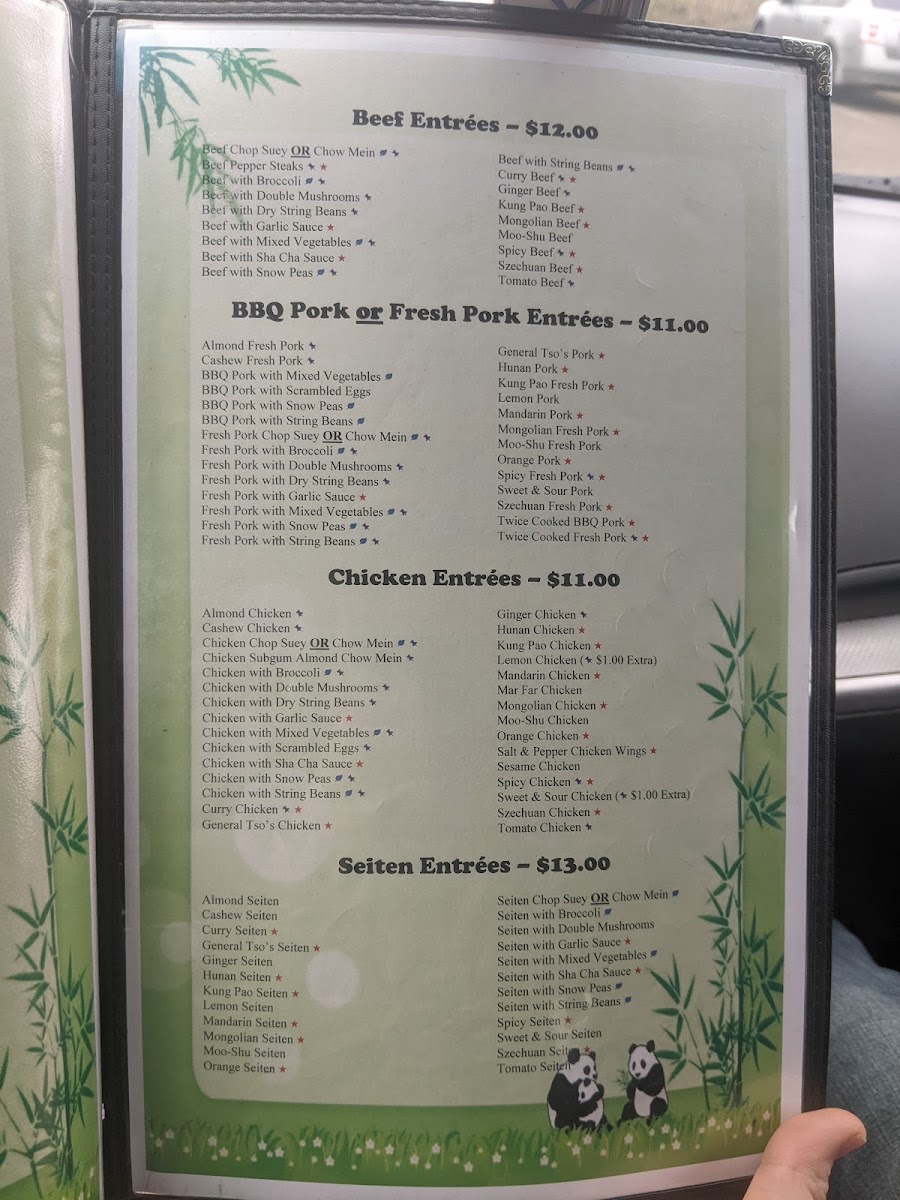 Beef Entrées – $12.00
Beef Chop Suey OR Chow Mein
Beef Pepper Steaks ★
Beef with Broccoli
Beef with Double Mushrooms
Beef with Dry String Beans
Beef with Garlic Sauce ★
Beef with Mixed Vegetables
Beef with Sha Cha Sauce ★
Beef with Snow Peas
Beef with String Beans
Curry Beef ★
Ginger Beef
Kung Pao Beef ★
Mongolian Beef ★
Moo-Shu Beef
Spicy Beef ★
Szechuan Beef ★
Tomato Beef
BBQ Pork or Fresh Pork Entrées – $11.00
Almond Fresh Pork
Cashew Fresh Pork
BBQ Pork with Mixed Vegetables
BBQ Pork with Scrambled Eggs
BBQ Pork with Snow Peas
BBQ Pork with String Beans
Fresh Pork Chop Suey OR Chow Mein
Fresh Pork with Broccoli
Fresh Pork with Double Mushrooms
Fresh Pork with Dry String Beans
Fresh Pork with Garlic Sauce ★
Fresh Pork with Mixed Vegetables
Fresh Pork with Snow Peas
Fresh Pork with String Beans
General Tso's Pork ★
Hunan Pork ★
Kung Pao Fresh Pork ★
Lemon Pork
Mandarin Pork ★
Mongolian Fresh Pork ★
Moo-Shu Fresh Pork
Orange Pork ★
Spicy Fresh Pork ★
Sweet & Sour Pork
Szechuan Fresh Pork ★
Twice Cooked BBQ Pork ★
Twice Cooked Fresh Pork ★
Chicken Entrées – $11.00
Almond Chicken
Cashew Chicken
Chicken Chop Suey OR Chow Mein
Chicken Subgum Almond Chow Mein
Chicken with Broccoli
Chicken with Double Mushrooms
Chicken with Dry String Beans
Chicken with Garlic Sauce ★
Chicken with Mixed Vegetables
Chicken with Scrambled Eggs
Chicken with Sha Cha Sauce ★
Chicken with Snow Peas
Chicken with String Beans
Curry Chicken ★
General Tso's Chicken ★
Ginger Chicken
Hunan Chicken ★
Kung Pao Chicken ★
Lemon Chicken ( $1.00 Extra)
Mandarin Chicken ★
Mar Far Chicken
Mongolian Chicken ★
Moo-Shu Chicken
Orange Chicken ★
Salt & Pepper Chicken Wings ★
Sesame Chicken
Spicy Chicken ★
Sweet & Sour Chicken ( $1.00 Extra)
Szechuan Chicken ★
Tomato Chicken
Seiten Entrées – $13.00
Almond Seiten
Cashew Seiten
Curry Seiten ★
General Tso's Seiten ★
Ginger Seiten
Hunan Seiten ★
Kung Pao Seiten ★
Lemon Seiten
Mandarin Seiten ★
Mongolian Seiten ★
Moo-Shu Seiten
Orange Seiten ★
Seiten Chop Suey OR Chow Mein
Seiten with Broccoli
Seiten with Double Mushrooms
Seiten with Garlic Sauce ★
Seiten with Mixed Vegetables
Seiten with Sha Cha Sauce ★
Seiten with Snow Peas
Seiten with String Beans
Spicy Seiten ★
Sweet & Sour Seiten
Szechuan Seiten ★
Tomato Seiten